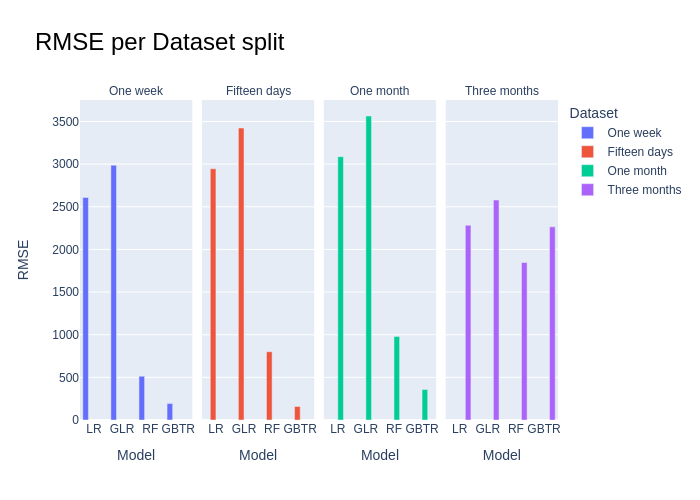 RMSE per Dataset split
One week
Fifteen days
One month
Three months
Dataset
One week
Fifteen days
One month
Three months
3500
3000
2500
2000
1500
1000
500
0
RMSE
LR GLR RF GBTR
LR GLR RF GBTR
LR GLR RF GBTR
LR GLR RF GBTR
Model
Model
Model
Model